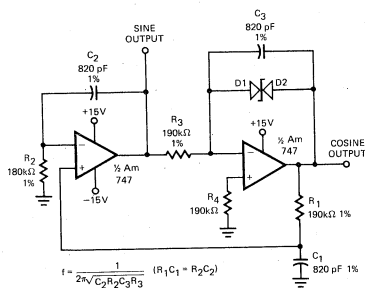 SINE
OUTPUT
C3
820 pF
1%
C2
820 pF
1%
D1
D2
+15V
R3
190kΩ
1%
+15V
R2
180kΩ
1%
−
+
½ Am
747
−15V
−
+
½ Am
747
COSINE
OUTPUT
R4
190kΩ
R1
190kΩ 1%
C1
820 pF 1%
f = 1 / 2π√C2R2C3R3 (R1C1 = R2C2)